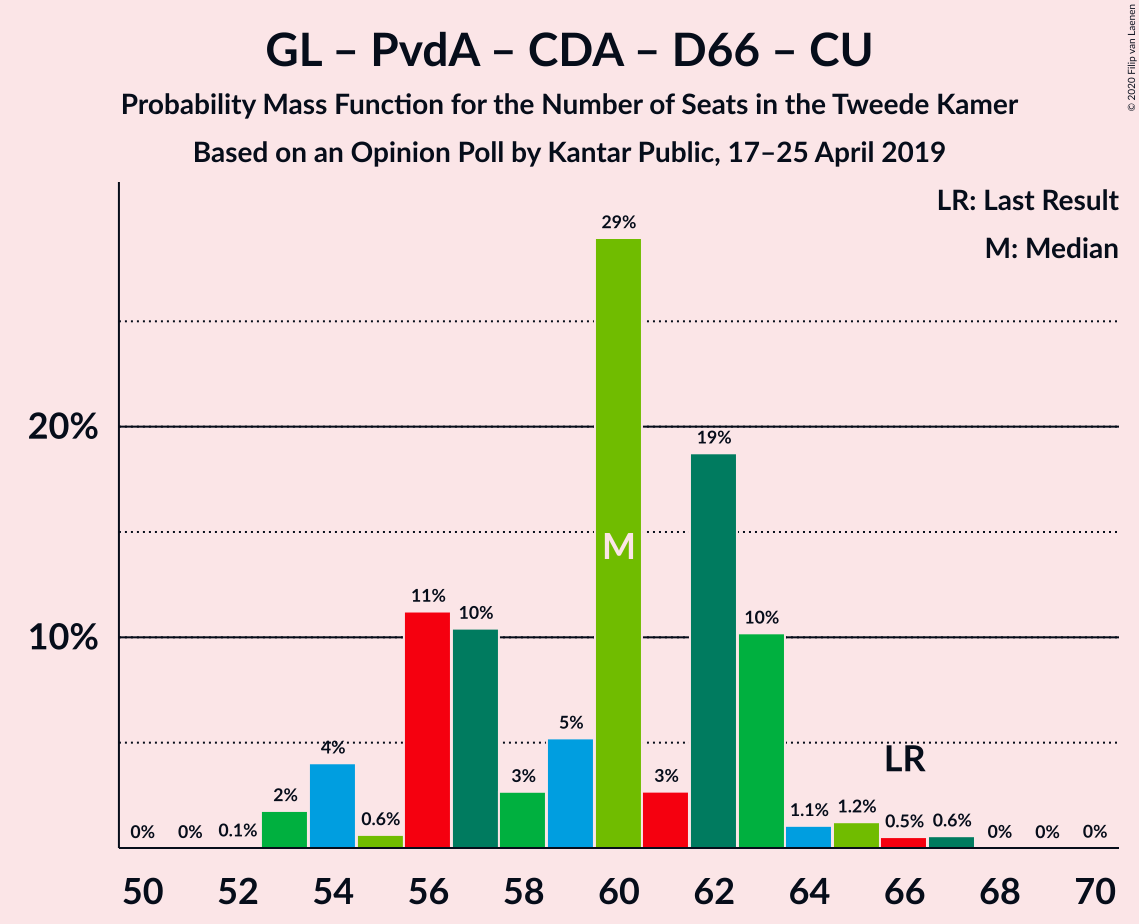 GL – PvdA – CDA – D66 – CU
Probability Mass Function for the Number of Seats in the Tweede Kamer
Based on an Opinion Poll by Kantar Public, 17–25 April 2019
© 2020 Filip van Laenen
LR: Last Result
M: Median
29%
20%
19%
M
11%
10%
10%
10%
5%
4%
LR
3%
3%
2%
1.1%
1.2%
0.6%
0.5%
0.6%
0%
0%
0.1%
0%
0%
0%
50 52 54 56 58 60 62 64 66 68 70